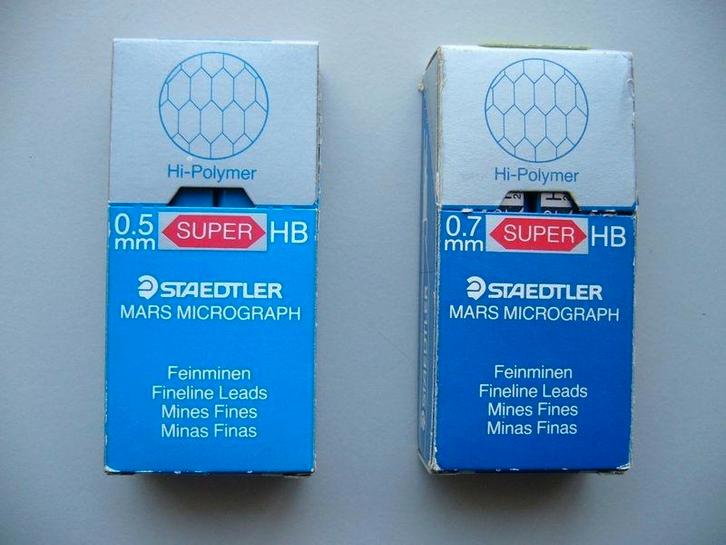 Hi-Polymer
0.5 mm SUPER HB
STAEDTLER
MARS MICROGRAPH
Feinminen
Fineline Leads
Mines Fines
Minas Finas
Hi-Polymer
0.7 mm SUPER HB
STAEDTLER
MARS MICROGRAPH
Feinminen
Fineline Leads
Mines Fines
Minas Finas
STAEDTLER